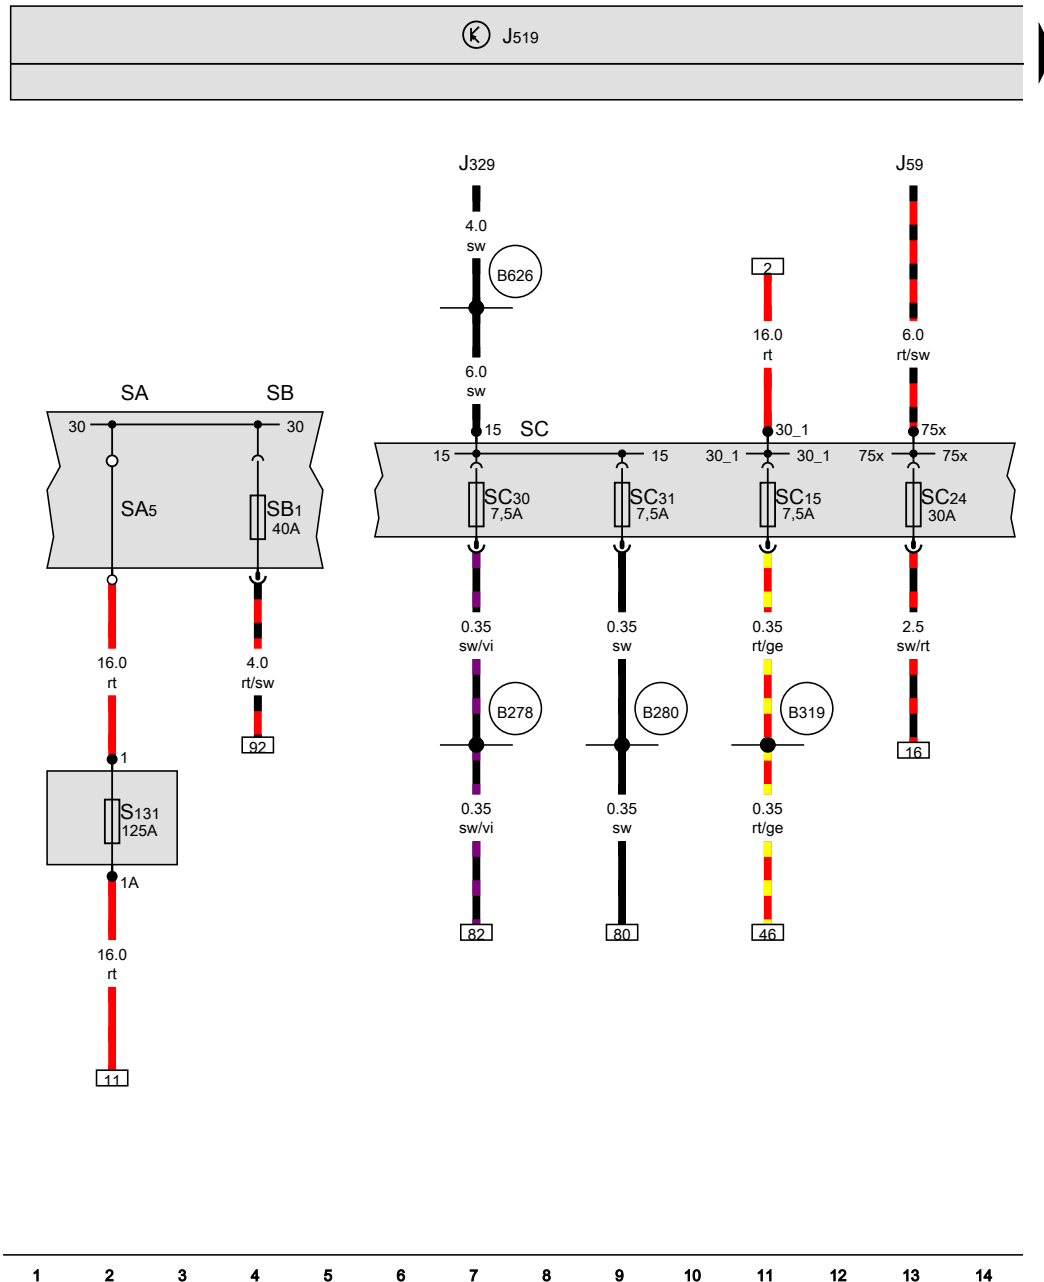 J519
J329
J59
4.0
sw
B626
2
16.0
rt
6.0
rt/sw
6.0
sw
SA
SB
30
30
15
SC
30_1
75x
15
15
30_1
30_1
75x
75x
SA5
SB1
40A
SC30
7,5A
SC31
7,5A
SC15
7,5A
SC24
30A
0.35
sw/vi
0.35
sw
0.35
rt/ge
2.5
sw/rt
16.0
rt
4.0
rt/sw
B278
B280
B319
92
16
1
S131
125A
1A
0.35
sw/vi
0.35
sw
0.35
rt/ge
82
80
46
16.0
rt
11
1 2 3 4 5 6 7 8 9 10 11 12 13 14